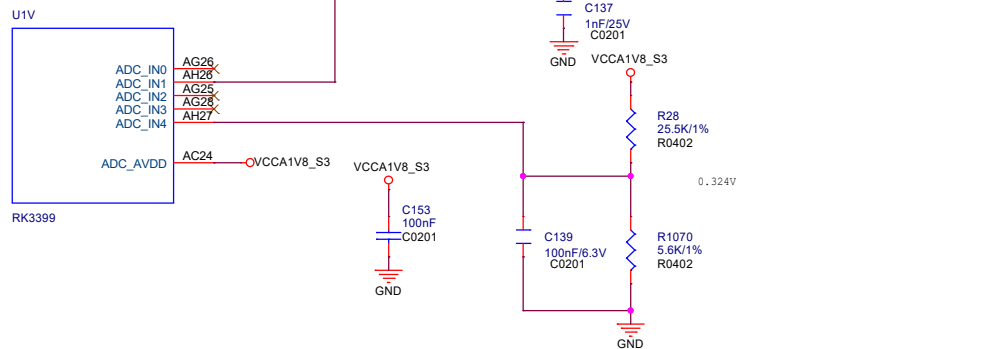 U1V
ADC_IN0 AG26
ADC_IN1 AH26
ADC_IN2 AG25
ADC_IN3 AG28
ADC_IN4 AH27
ADC_AVDD AC24 VCCA1V8_S3
RK3399
VCCA1V8_S3
C153
100nF
C0201
GND
C137
1nF/25V
C0201
GND
VCCA1V8_S3
R28
25.5K/1%
R0402
0.324V
C139
100nF/6.3V
C0201
R1070
5.6K/1%
R0402
GND